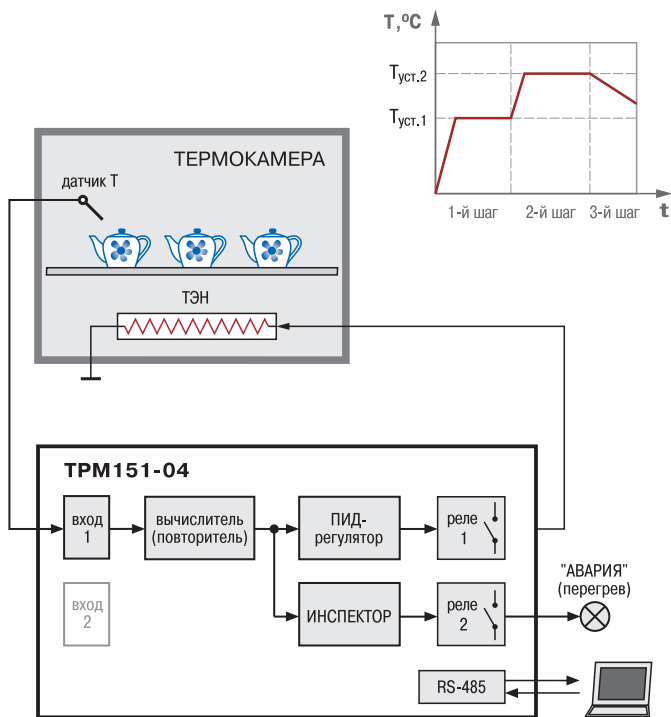 T,ºC
Tуст.2
Tуст.1
1-й шаг
2-й шаг
3-й шаг
t
ТЕРМОКАМЕРА
датчик Т
ТЭН
ТРМ151-04
вход
1
вычислитель
(повторитель)
ПИД-
регулятор
реле
1
вход
2
ИНСПЕКТОР
реле
2
"АВАРИЯ"
(перегрев)
RS-485